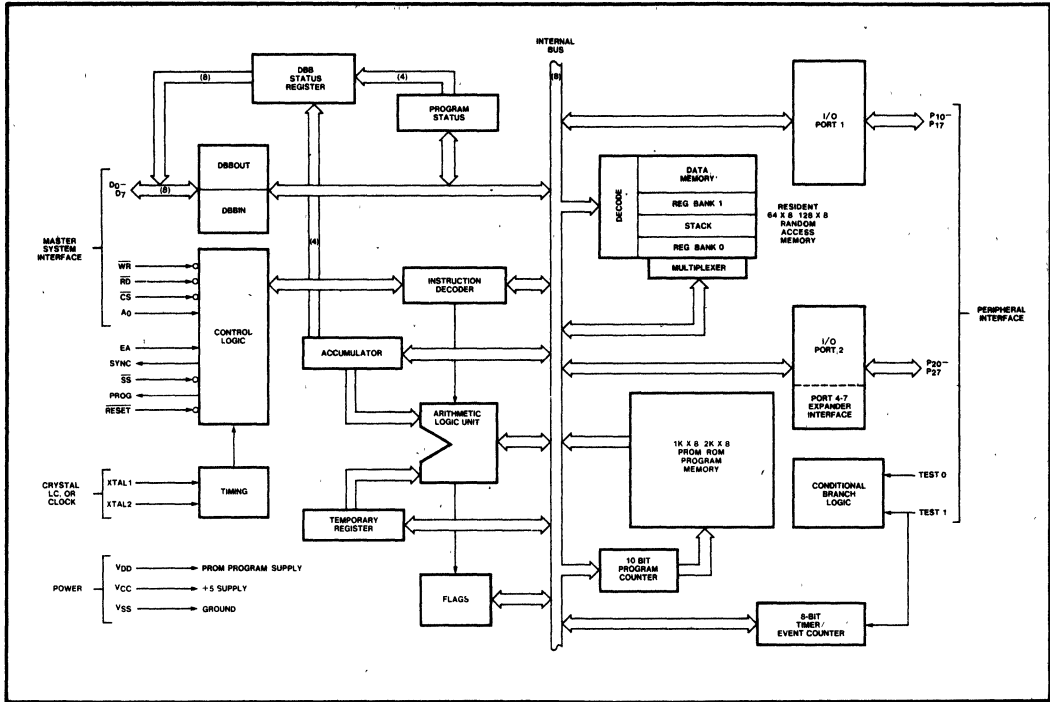 INTERNAL
BUS
(8)
DBB
STATUS
REGISTER
(8)
(4)
PROGRAM
STATUS
DBBOUT
DBBIN
D0–
D7
(8)
(4)
MASTER
SYSTEM
INTERFACE
WR
RD
CS
A0
EA
SYNC
SS
PROG
RESET
CONTROL
LOGIC
INSTRUCTION
DECODER
ACCUMULATOR
ARITHMETIC
LOGIC UNIT
CRYSTAL
LC, OR
CLOCK
XTAL1
XTAL2
TIMING
TEMPORARY
REGISTER
POWER
VDD
PROM PROGRAM SUPPLY
VCC
+5 SUPPLY
VSS
GROUND
FLAGS
I/O
PORT 1
P10–
P17
DECODE
DATA
MEMORY
REG BANK 1
STACK
REG BANK 0
MULTIPLEXER
RESIDENT
64 X 8 128 X 8
RANDOM
ACCESS
MEMORY
PERIPHERAL
INTERFACE
I/O
PORT 2
PORT 4-7
EXPANDER
INTERFACE
P20–
P27
1K X 8 2K X 8
PROM ROM
PROGRAM
MEMORY
CONDITIONAL
BRANCH
LOGIC
TEST 0
TEST 1
10 BIT
PROGRAM
COUNTER
8-BIT
TIMER/
EVENT COUNTER